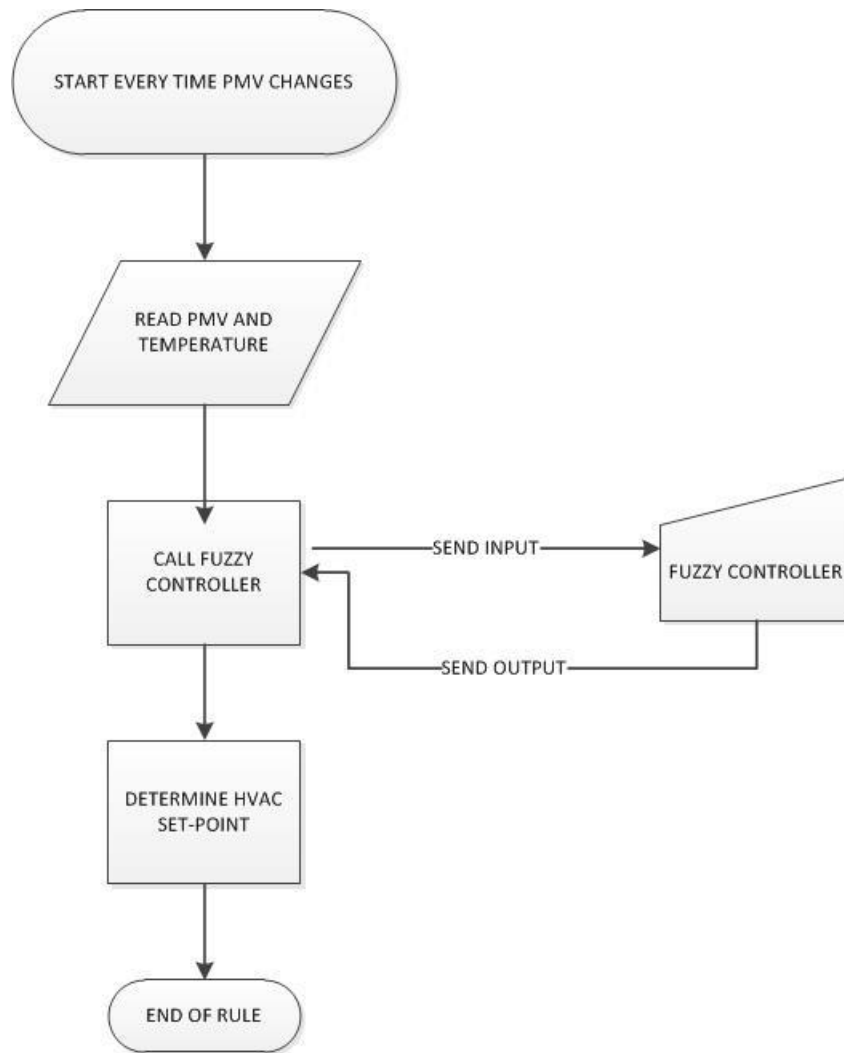 START EVERY TIME PMV CHANGES
READ PMV AND
TEMPERATURE
CALL FUZZY
CONTROLLER
SEND INPUT
FUZZY CONTROLLER
SEND OUTPUT
DETERMINE HVAC
SET-POINT
END OF RULE